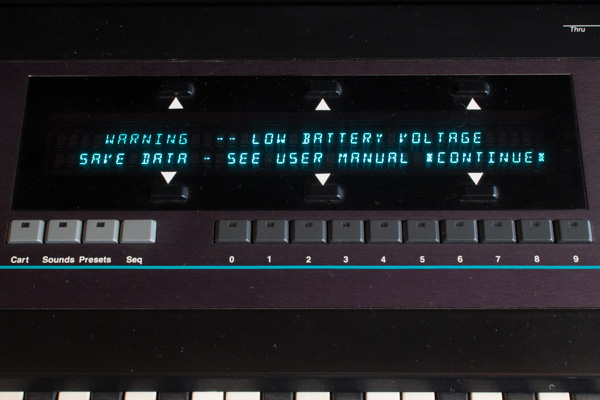 Thru
WARNING -- LOW BATTERY VOLTAGE
SAVE DATA - SEE USER MANUAL *CONTINUE*
Cart Sounds Presets Seq 0 1 2 3 4 5 6 7 8 9